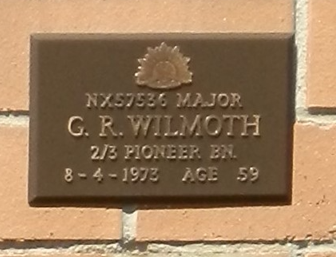 NX57536 MAJOR
G. R. WILMOTH
2/3 PIONEER BN.
8-4-1973 AGE 59